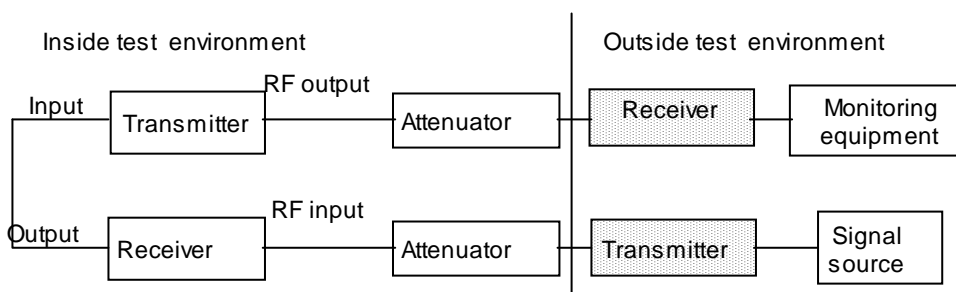 Inside test environment
Outside test environment
RF output
Input
Transmitter
Attenuator
Receiver
Monitoring
equipment
RF input
Output
Receiver
Attenuator
Transmitter
Signal
source